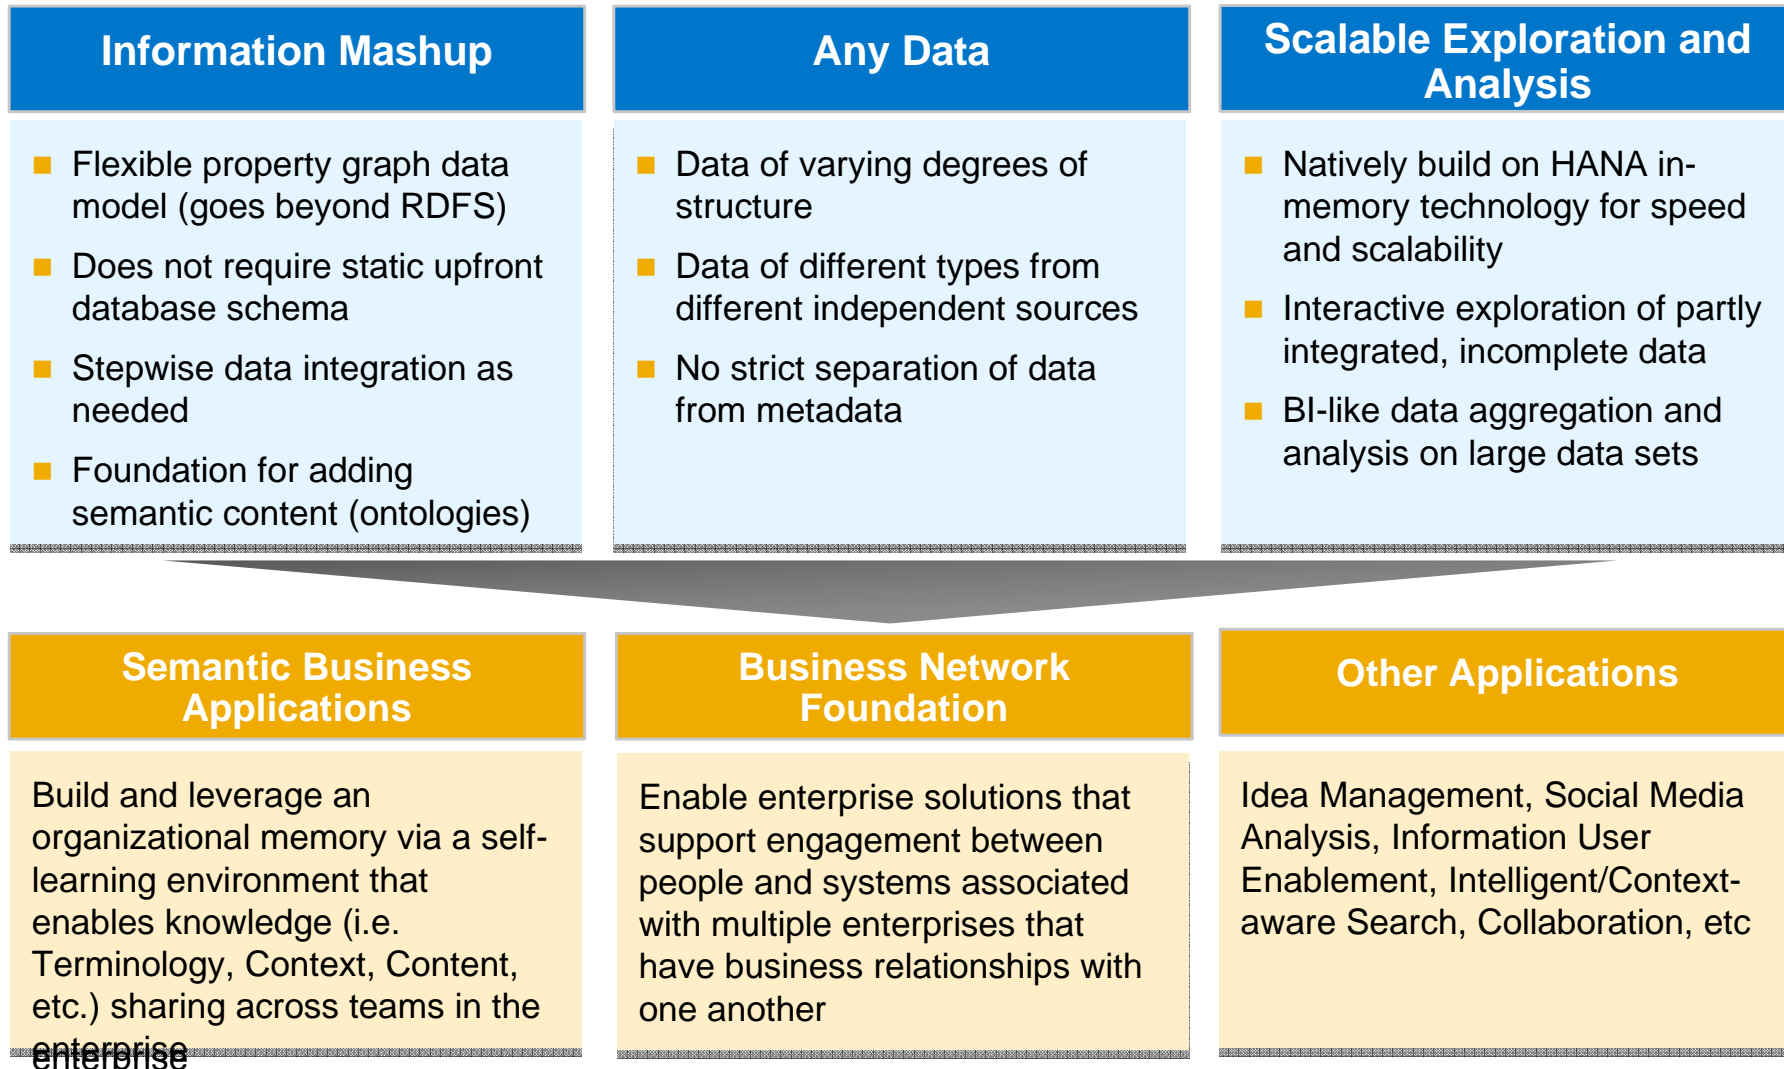 Information Mashup
Flexible property graph data
model (goes beyond RDFS)
Does not require static upfront
database schema
Stepwise data integration as
needed
Foundation for adding
semantic content (ontologies)
Any Data
Data of varying degrees of
structure
Data of different types from
different independent sources
No strict separation of data
from metadata
Scalable Exploration and
Analysis
Natively build on HANA in-
memory technology for speed
and scalability
Interactive exploration of partly
integrated, incomplete data
BI-like data aggregation and
analysis on large data sets
Semantic Business
Applications
Build and leverage an
organizational memory via a self-
learning environment that
enables knowledge (i.e.
Terminology, Context, Content,
etc.) sharing across teams in the
enterprise
Business Network
Foundation
Enable enterprise solutions that
support engagement between
people and systems associated
with multiple enterprises that
have business relationships with
one another
Other Applications
Idea Management, Social Media
Analysis, Information User
Enablement, Intelligent/Context-
aware Search, Collaboration, etc